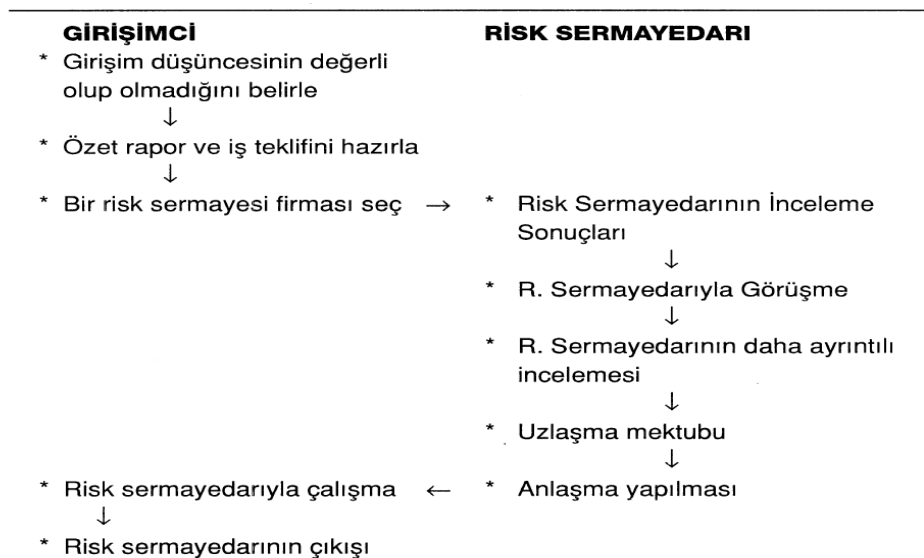 GİRİŞİMCİ RİSK SERMAYEDARI
* Girişim düşüncesinin değerli
olup olmadığını belirle
↓
* Özet rapor ve iş teklifini hazırla
↓
* Bir risk sermayesi firması seç → * Risk Sermayedarının İnceleme
Sonuçları
↓
* R. Sermayedarıyla Görüşme
↓
* R. Sermayedarının daha ayrıntılı
incelemesi
↓
* Uzlaşma mektubu
↓
* Risk sermayedarıyla çalışma ← * Anlaşma yapılması
↓
* Risk sermayedarının çıkışı